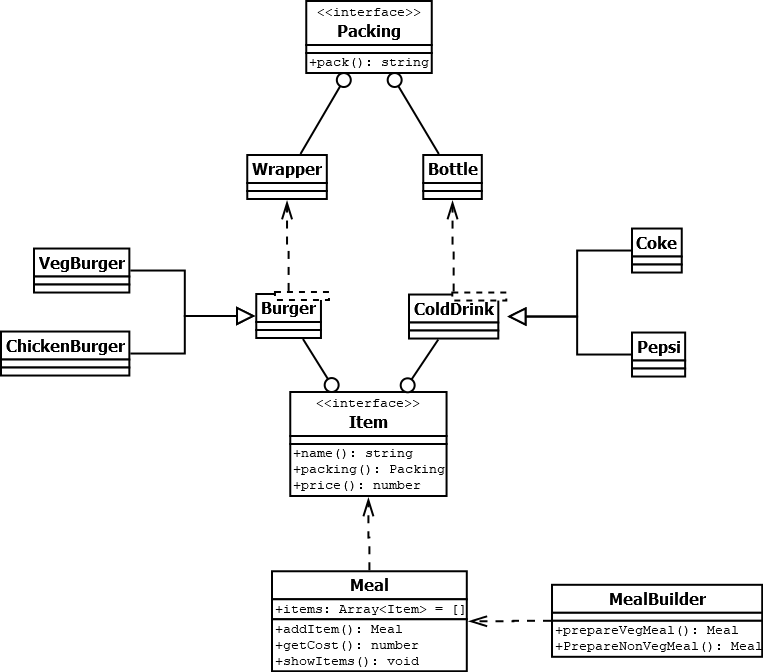 <<interface>>
Packing
+pack(): string
Wrapper
Bottle
VegBurger
Coke
Burger
ColdDrink
ChickenBurger
Pepsi
<<interface>>
Item
+name(): string
+packing(): Packing
+price(): number
Meal
+items: Array<Item> = []
+addItem(): Meal
+getCost(): number
+showItems(): void
MealBuilder
+prepareVegMeal(): Meal
+PrepareNonVegMeal(): Meal